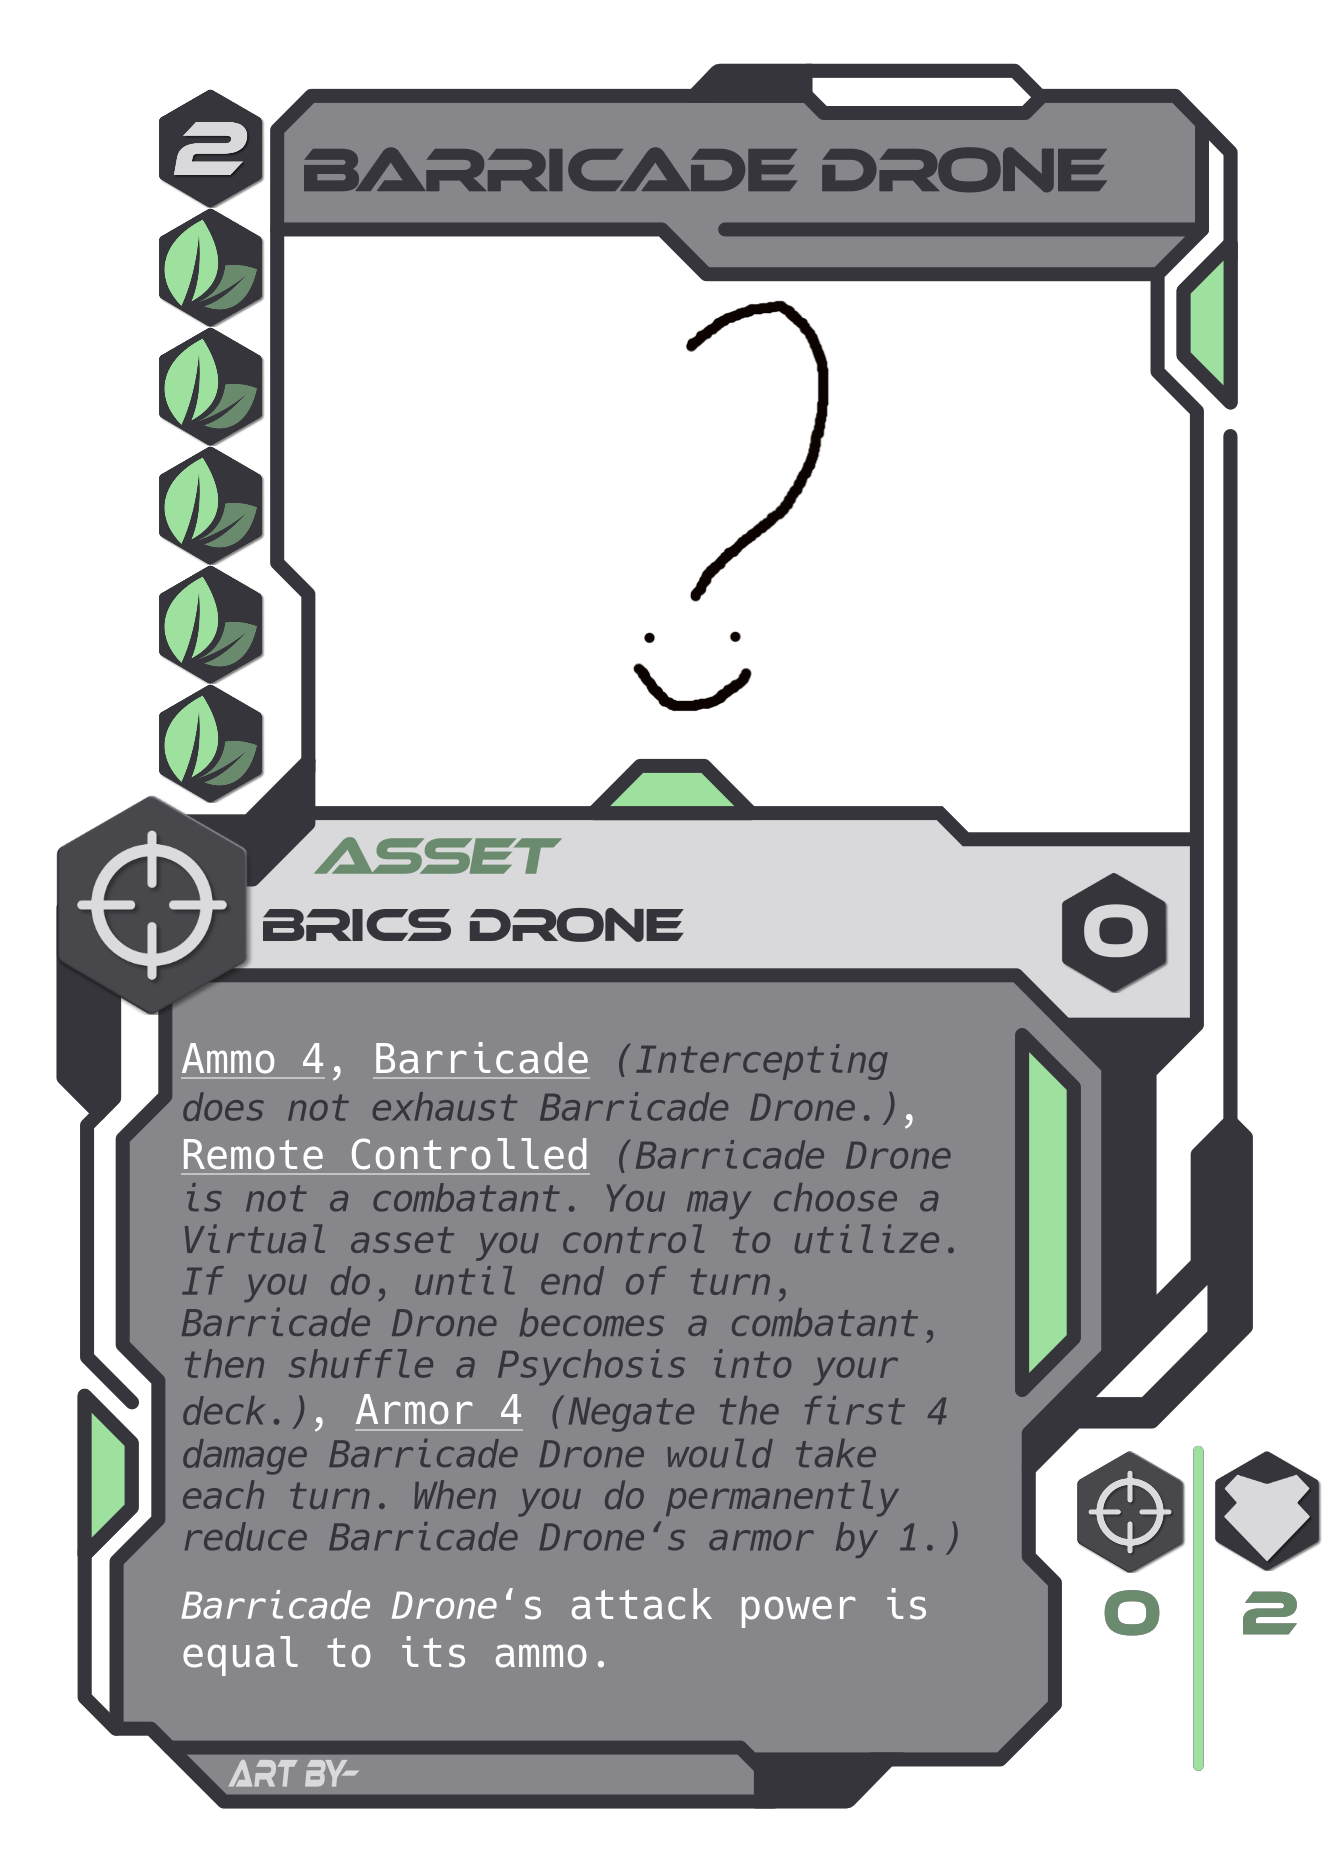 2
BARRICADE DRONE
ASSET
BRICS DRONE
0
Ammo 4, Barricade (Intercepting
does not exhaust Barricade Drone.),
Remote Controlled (Barricade Drone
is not a combatant. You may choose a
Virtual asset you control to utilize.
If you do, until end of turn,
Barricade Drone becomes a combatant,
then shuffle a Psychosis into your
deck.), Armor 4 (Negate the first 4
damage Barricade Drone would take
each turn. When you do permanently
reduce Barricade Drone‘s armor by 1.)
Barricade Drone‘s attack power is
equal to its ammo.
0 2
ART BY-